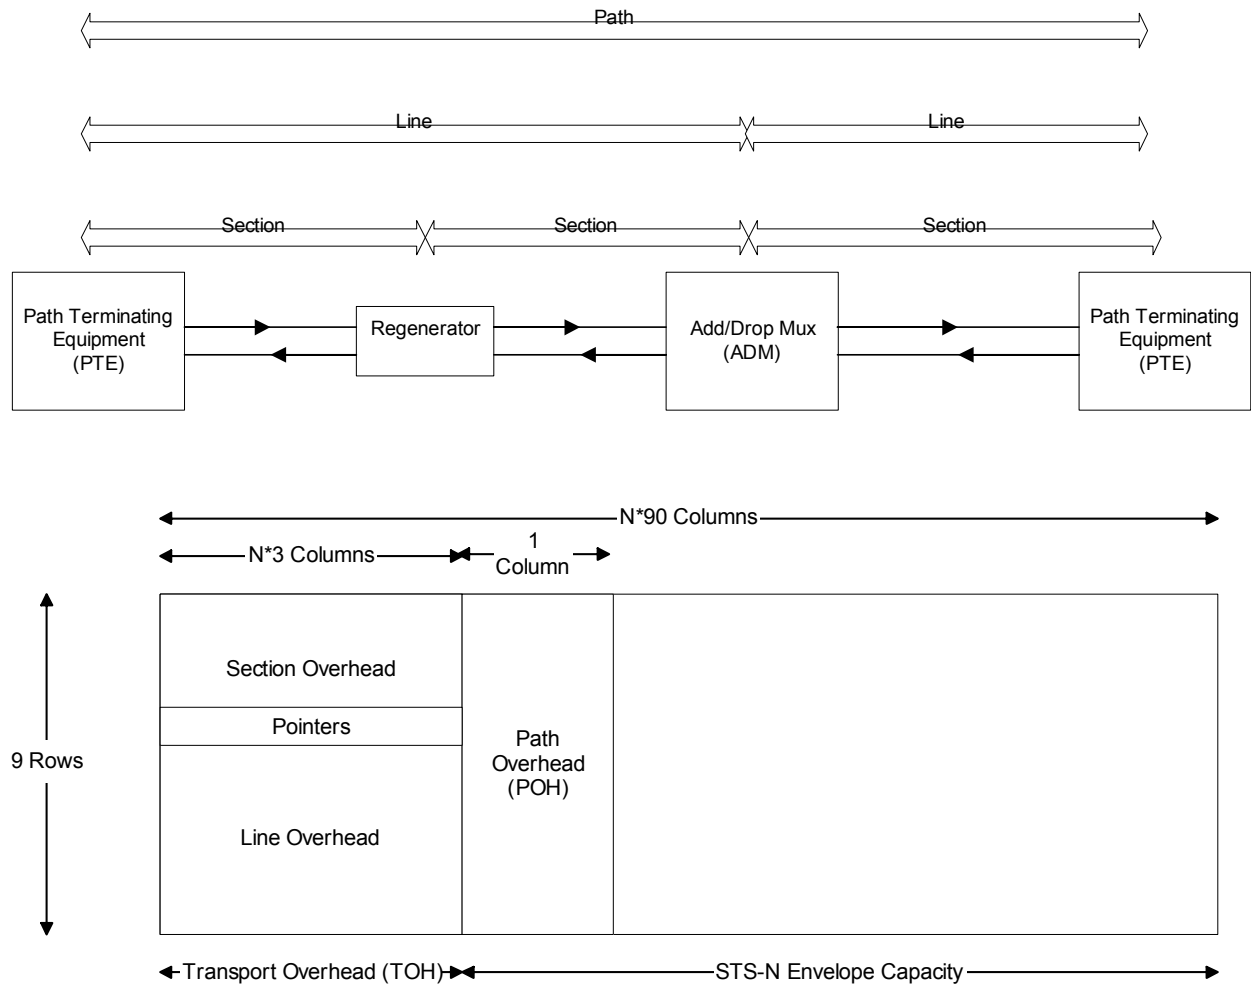 Path
Line
Line
Section
Section
Section
Path Terminating
Equipment
(PTE)
Regenerator
Add/Drop Mux
(ADM)
Path Terminating
Equipment
(PTE)
N*90 Columns
N*3 Columns
1
Column
Section Overhead
Pointers
9 Rows
Path
Overhead
(POH)
Line Overhead
Transport Overhead (TOH)
STS-N Envelope Capacity